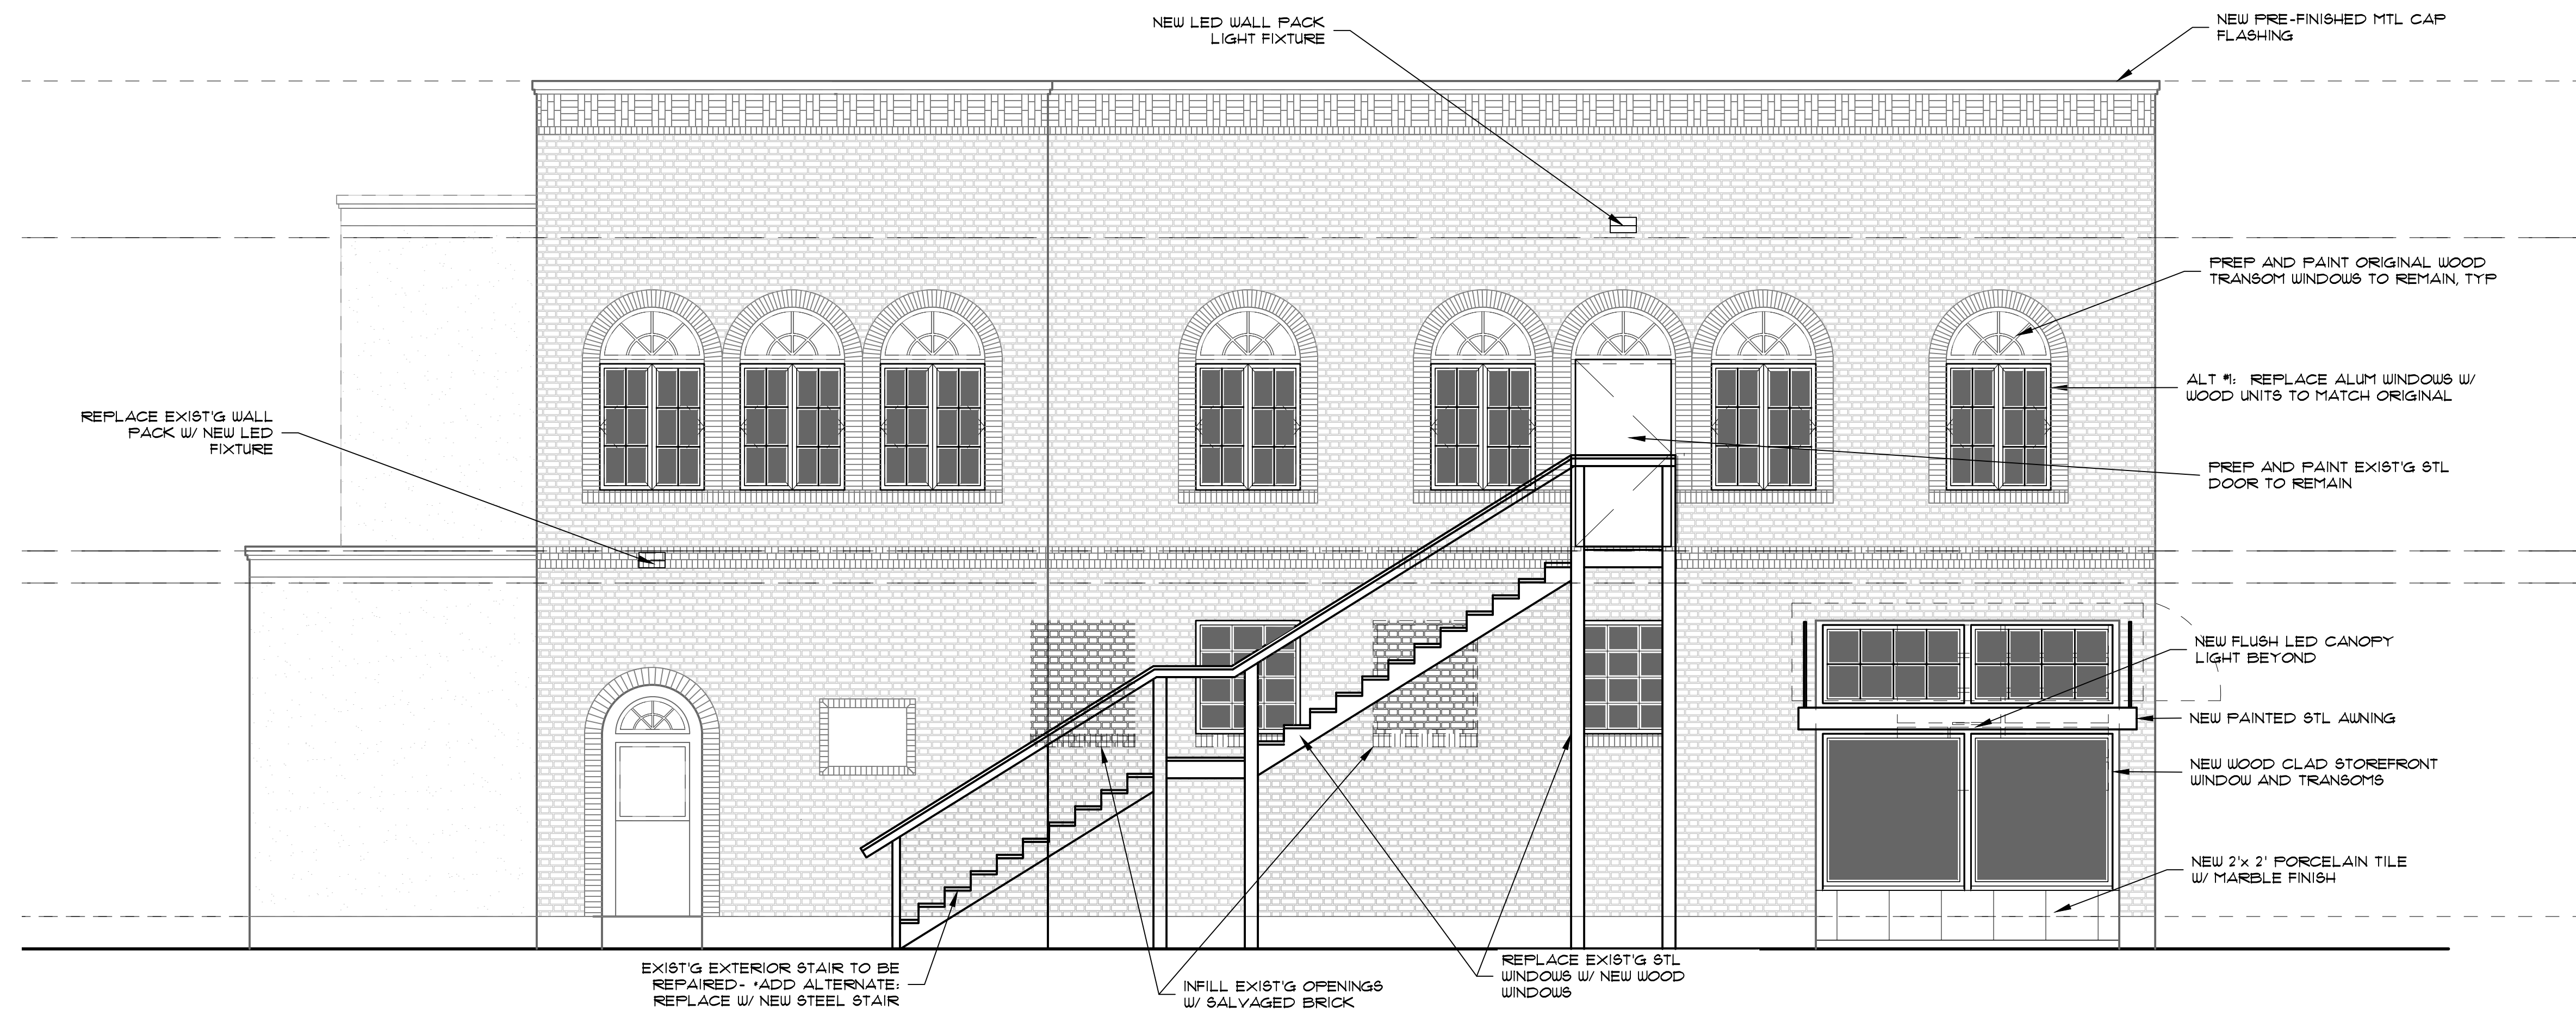 NEW LED WALL PACK
LIGHT FIXTURE
NEW PRE-FINISHED MTL CAP
FLASHING
PREP AND PAINT ORIGINAL WOOD
TRANSOM WINDOWS TO REMAIN, TYP
ALT #1: REPLACE ALUM WINDOWS W/
WOOD UNITS TO MATCH ORIGINAL
REPLACE EXIST'G WALL
PACK W/ NEW LED
FIXTURE
PREP AND PAINT EXIST'G STL
DOOR TO REMAIN
NEW FLUSH LED CANOPY
LIGHT BEYOND
NEW PAINTED STL AWNING
NEW WOOD CLAD STOREFRONT
WINDOW AND TRANSOMS
NEW 2'x 2' PORCELAIN TILE
W/ MARBLE FINISH
EXIST'G EXTERIOR STAIR TO BE
REPAIRED- *ADD ALTERNATE:
REPLACE W/ NEW STEEL STAIR
INFILL EXIST'G OPENINGS
W/ SALVAGED BRICK
REPLACE EXIST'G STL
WINDOWS W/ NEW WOOD
WINDOWS